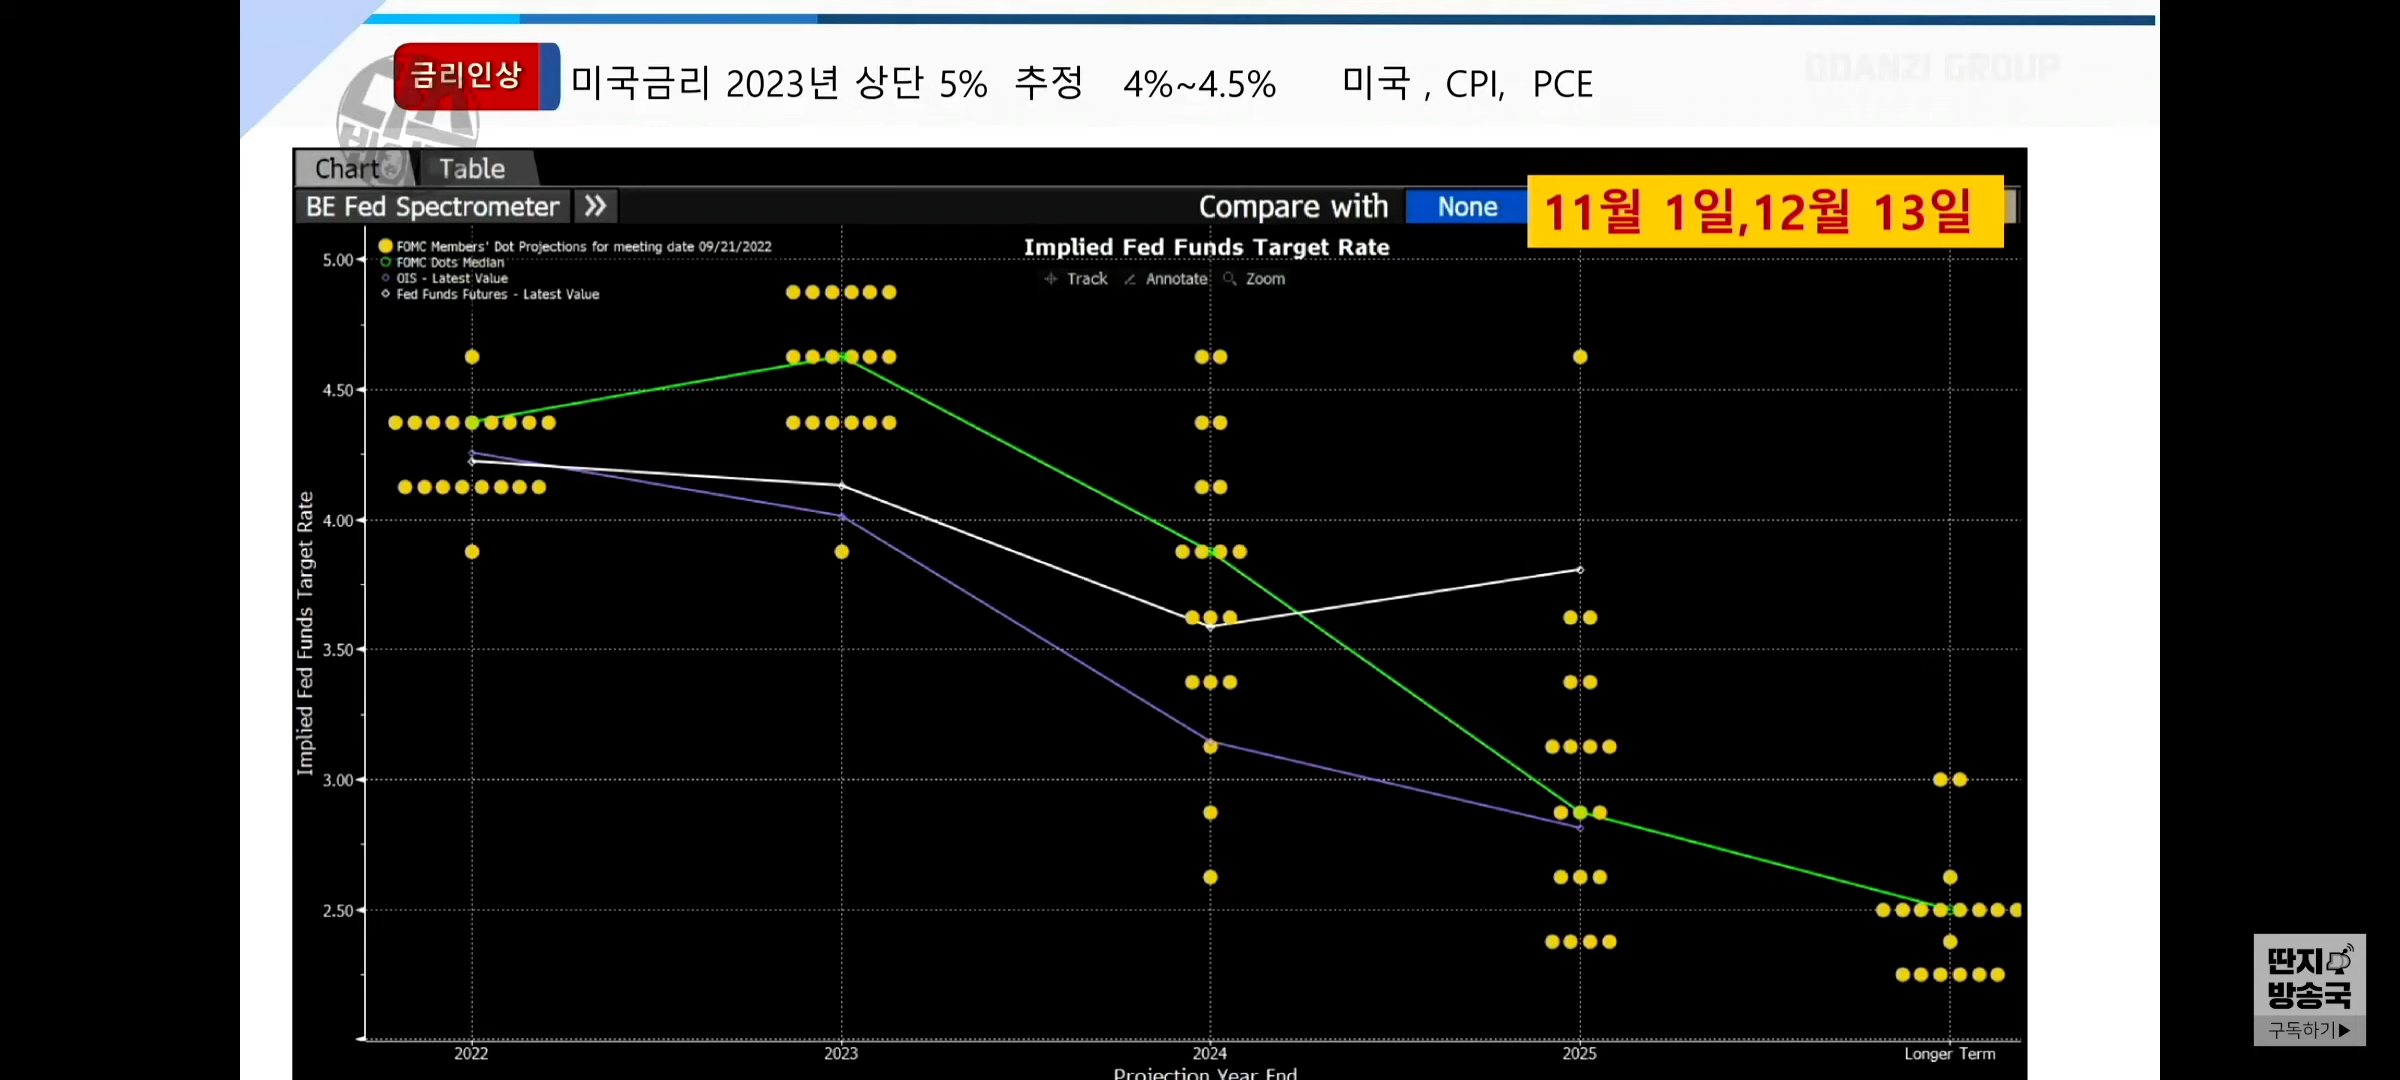 DDANZI GROUP
금리인상
미국금리 2023년 상단 5% 추정 4%~4.5% 미국 , CPI, PCE
Chart Table
BE Fed Spectrometer »
Compare with None
11월 1일,12월 13일
FOMC Members' Dot Projections for meeting date 09/21/2022
FOMC Dots Median
OIS - Latest Value
Fed Funds Futures - Latest Value
Implied Fed Funds Target Rate
Track Annotate Zoom
Implied Fed Funds Target Rate
5.00
4.50
4.00
3.50
3.00
2.50
2022 2023 2024 2025 Longer Term
Projection Year End
딴지
방송국
구독하기▶